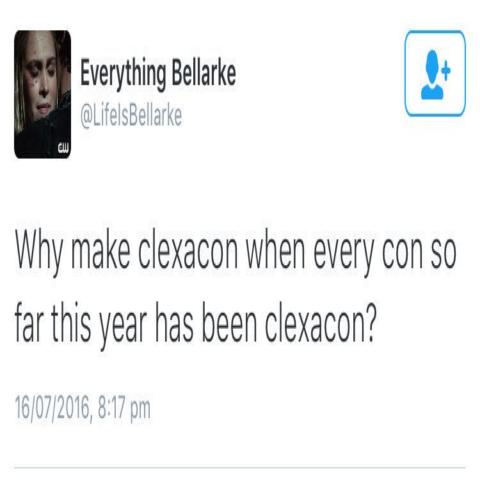 Everything Bellarke
@LifeIsBellarke
CW
Why make clexacon when every con so
far this year has been clexacon?
16/07/2016, 8:17 pm